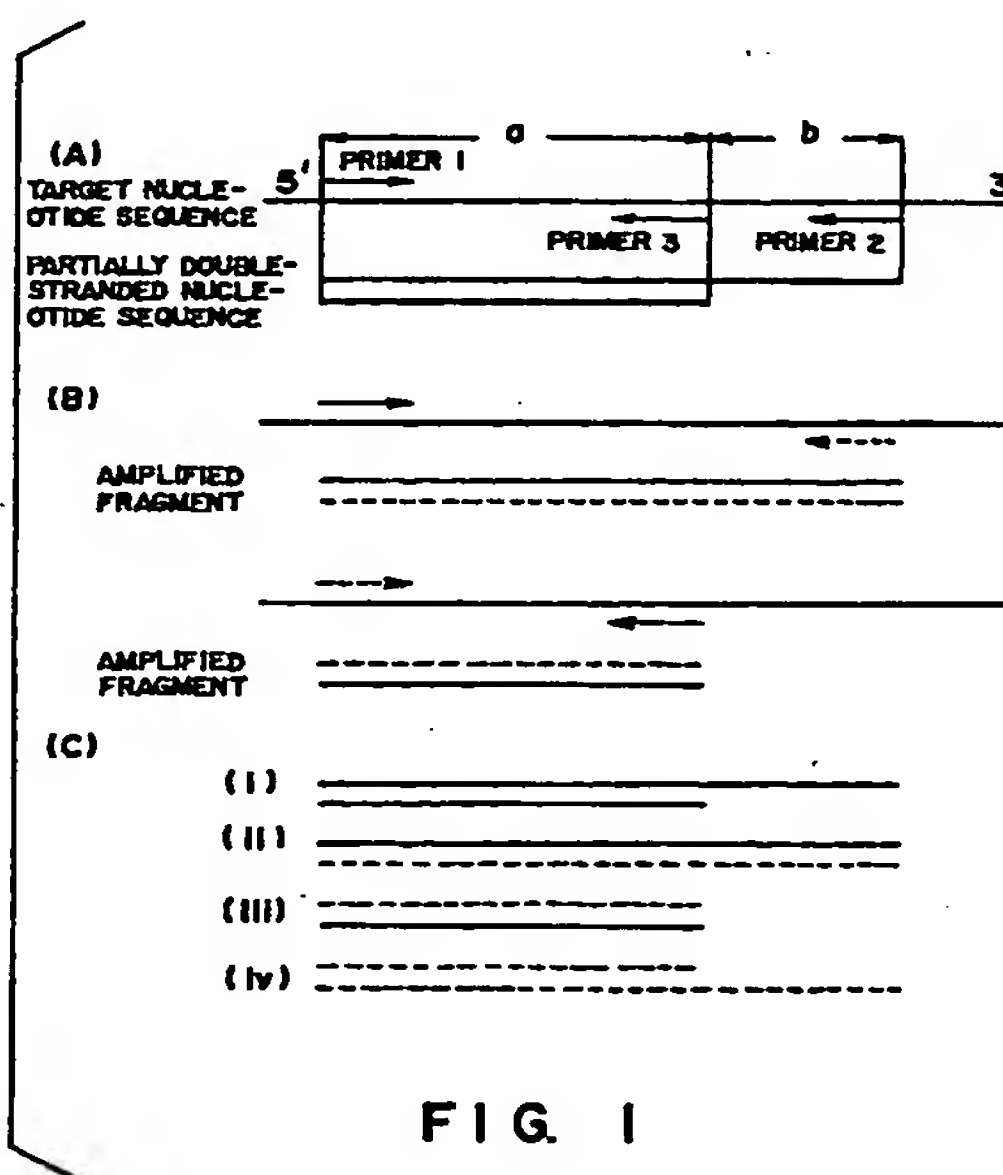 a b
(A)
PRIMER 1
TARGET NUCLE-
OTIDE SEQUENCE
5' 3
PRIMER 3 PRIMER 2
PARTIALLY DOUBLE-
STRANDED NUCLE-
OTIDE SEQUENCE
(B)
AMPLIFIED
FRAGMENT
AMPLIFIED
FRAGMENT
(C)
(i)
(ii)
(iii)
(iv)
FIG. 1